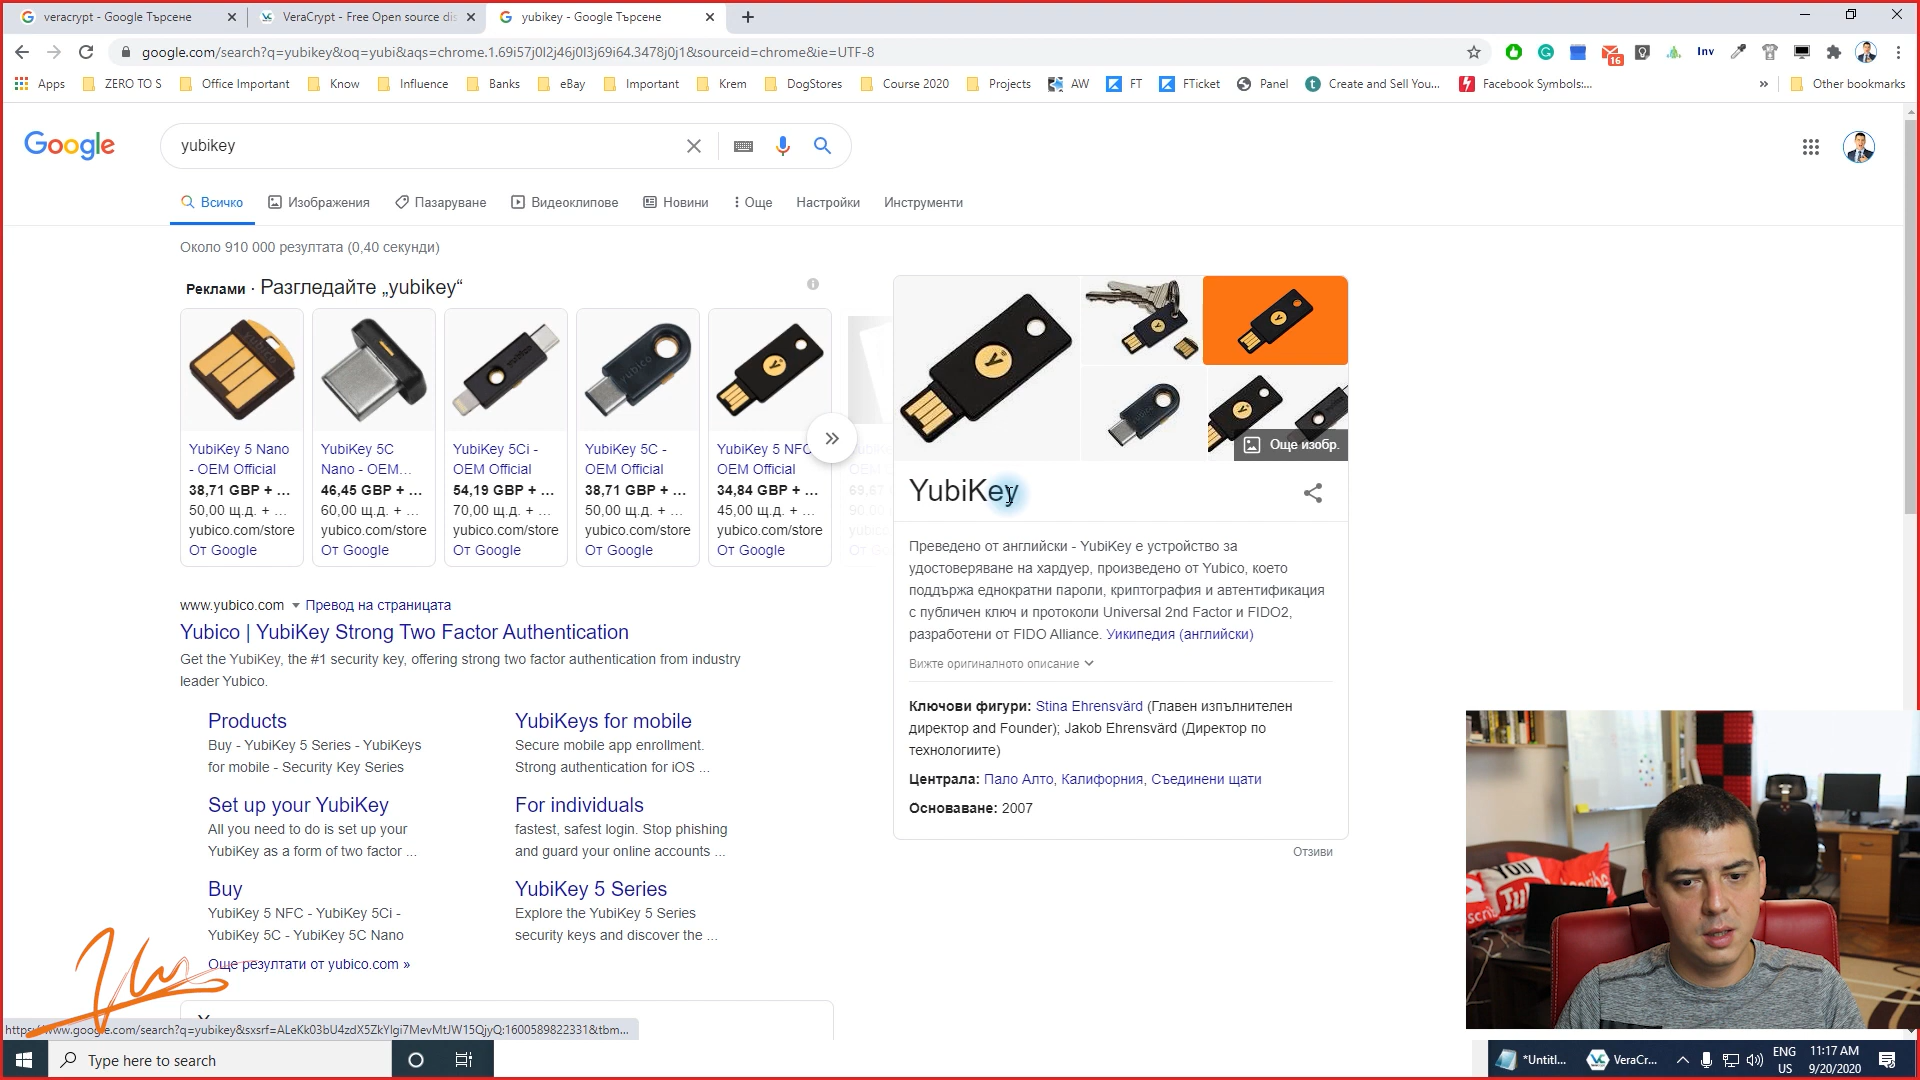 veracrypt - Google Търсене
VeraCrypt - Free Open source dis
yubikey - Google Търсене
google.com/search?q=yubikey&oq=yubi&aqs=chrome.1.69i57j0l2j46j0l3j69i64.3478j0j1&sourceid=chrome&ie=UTF-8
16
Inv
Apps
ZERO TO S
Office Important
Know
Influence
Banks
eBay
Important
Krem
DogStores
Course 2020
Projects
AW
FT
FTicket
Panel
Create and Sell You...
Facebook Symbols:...
»
Other bookmarks
Google
yubikey
Всичко
Изображения
Пазаруване
Видеоклипове
Новини
Още
Настройки
Инструменти
Около 910 000 резултата (0,40 секунди)
Реклами · Разгледайте „yubikey“
YubiKey 5 Nano
- OEM Official
38,71 GBP + ...
50,00 щ.д. + ...
yubico.com/store
От Google
YubiKey 5C
Nano - OEM...
46,45 GBP + ...
60,00 щ.д. + ...
yubico.com/store
От Google
YubiKey 5Ci -
OEM Official
54,19 GBP + ...
70,00 щ.д. + ...
yubico.com/store
От Google
YubiKey 5C -
OEM Official
38,71 GBP + ...
50,00 щ.д. + ...
yubico.com/store
От Google
YubiKey 5 NFC
OEM Official
34,84 GBP + ...
45,00 щ.д. + ...
yubico.com/store
От Google
www.yubico.com ▾ Превод на страницата
Yubico | YubiKey Strong Two Factor Authentication
Get the YubiKey, the #1 security key, offering strong two factor authentication from industry
leader Yubico.
Products
Buy - YubiKey 5 Series - YubiKeys
for mobile - Security Key Series
YubiKeys for mobile
Secure mobile app enrollment.
Strong authentication for iOS ...
Set up your YubiKey
All you need to do is set up your
YubiKey as a form of two factor ...
For individuals
fastest, safest login. Stop phishing
and guard your online accounts ...
Buy
YubiKey 5 NFC - YubiKey 5Ci -
YubiKey 5C - YubiKey 5C Nano
YubiKey 5 Series
Explore the YubiKey 5 Series
security keys and discover the ...
Още резултати от yubico.com »
Още изобр.
YubiKey
Преведено от английски - YubiKey е устройство за
удостоверяване на хардуер, произведено от Yubico, което
поддържа еднократни пароли, криптография и автентификация
с публичен ключ и протоколи Universal 2nd Factor и FIDO2,
разработени от FIDO Alliance. Уикипедия (английски)
Вижте оригиналното описание
Ключови фигури: Stina Ehrensvärd (Главен изпълнителен
директор and Founder); Jakob Ehrensvärd (Директор по
технологиите)
Централа: Пало Алто, Калифорния, Съединени щати
Основаване: 2007
Отзиви
YOU
https://www.google.com/search?q=yubikey&sxsrf=ALeKk03bU4zdX5ZkYlgi7MevMtJW15QjyQ:1600589822331&tbm...
Type here to search
*Untitl...
VeraCr...
ENG
US
11:17 AM
9/20/2020